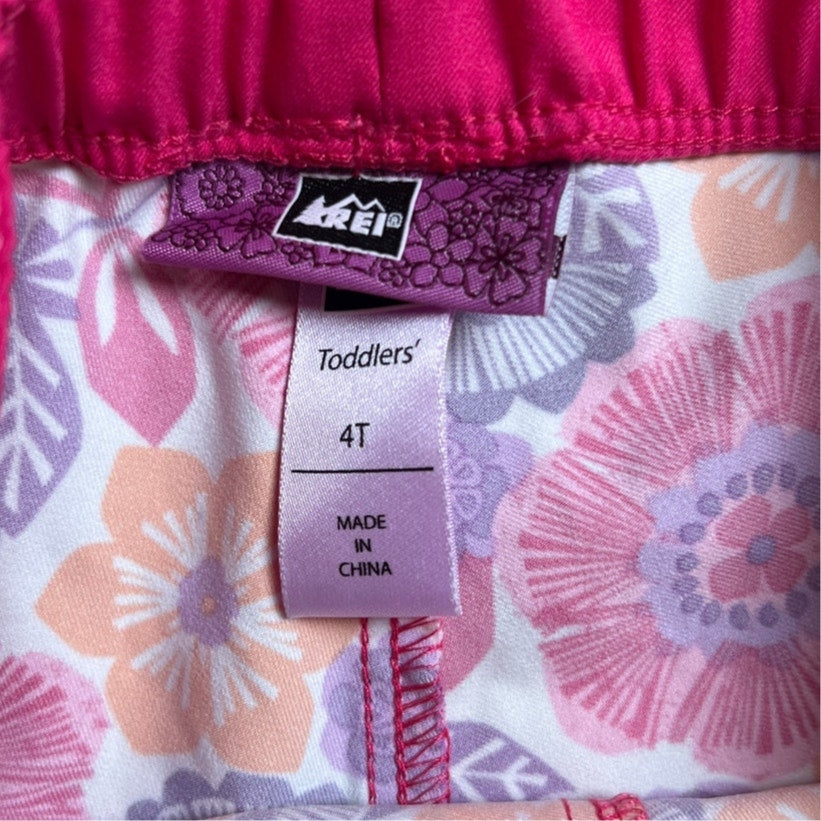 REI®
Toddlers'
4T
MADE
IN
CHINA